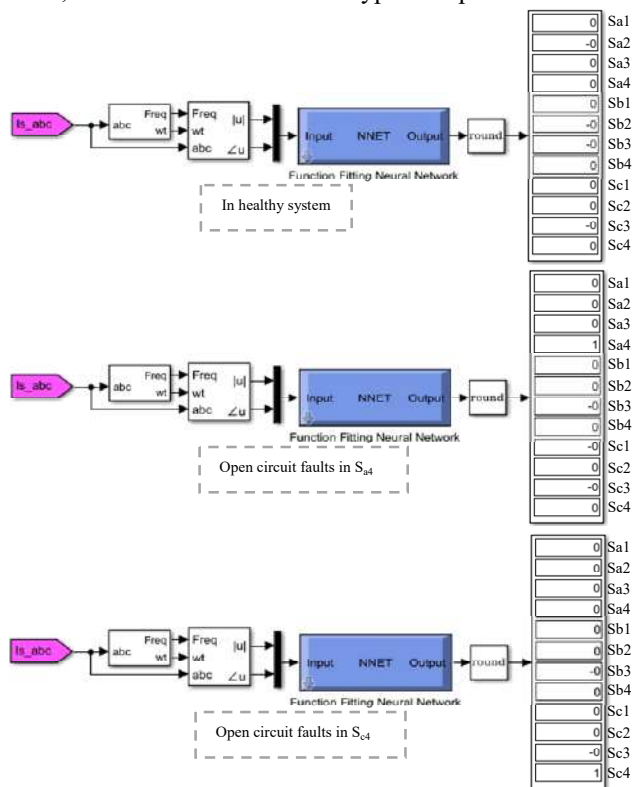 0 Sa1
-0 Sa2
0 Sa3
0 Sa4
0 Sb1
-0 Sb2
-0 Sb3
0 Sb4
0 Sc1
0 Sc2
-0 Sc3
0 Sc4
Is_abc
abc Freq wt
Freq |u|
wt
abc ∠u
Input NNET Output
round
Function Fitting Neural Network
In healthy system
0 Sa1
0 Sa2
0 Sa3
1 Sa4
0 Sb1
0 Sb2
-0 Sb3
0 Sb4
-0 Sc1
0 Sc2
-0 Sc3
0 Sc4
Is_abc
abc Freq wt
Freq |u|
wt
abc ∠u
Input NNET Output
round
Function Fitting Neural Network
Open circuit faults in Sa4
0 Sa1
0 Sa2
0 Sa3
0 Sa4
0 Sb1
0 Sb2
-0 Sb3
0 Sb4
0 Sc1
0 Sc2
-0 Sc3
1 Sc4
Is_abc
abc Freq wt
Freq |u|
wt
abc ∠u
Input NNET Output
round
Function Fitting Neural Network
Open circuit faults in Sc4